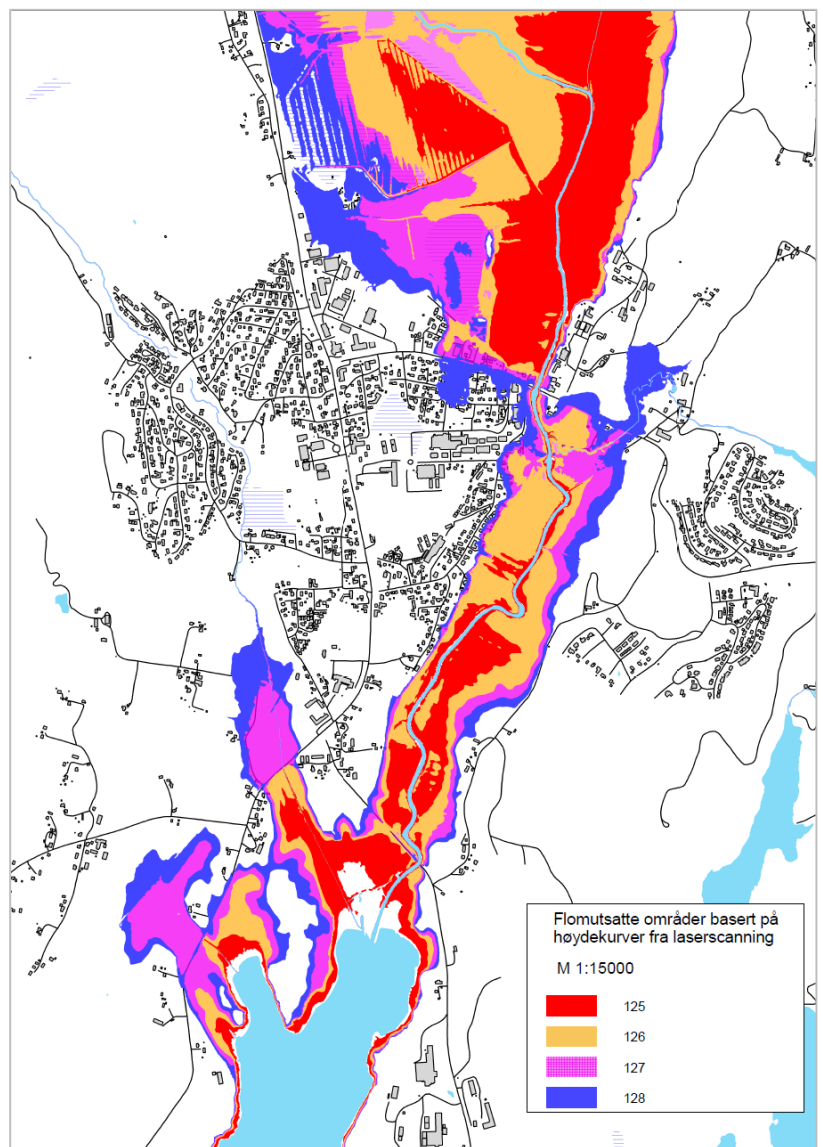 Flomutsatte områder basert på
høydekurver fra laserscanning
M 1:15000
125
126
127
128